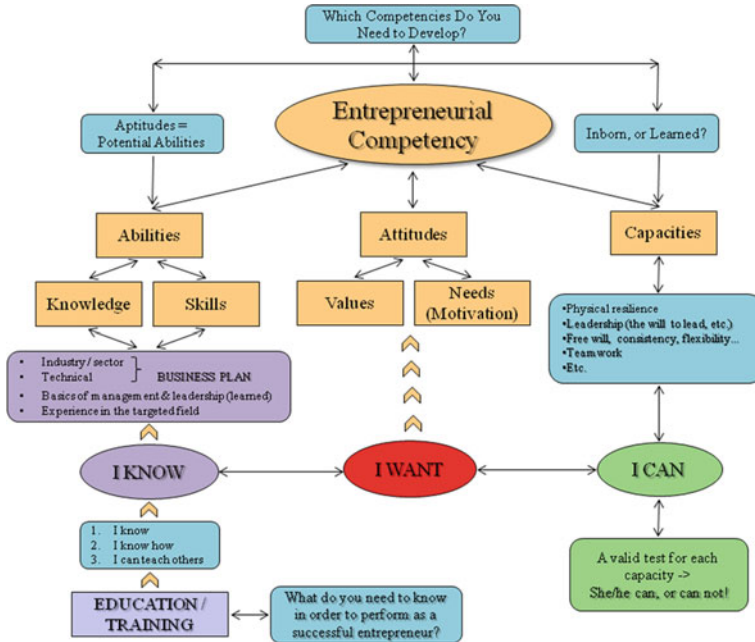 Which Competencies Do You
Need to Develop?
Entrepreneurial
Competency
Aptitudes =
Potential Abilities
Inborn, or Learned?
Abilities
Attitudes
Capacities
Knowledge
Skills
Values
Needs
(Motivation)
•Physical resilience
•Leadership (the will to lead, etc.)
•Free will, consistency, flexibility...
•Teamwork
•Etc.
• Industry / sector
• Technical
BUSINESS PLAN
• Basics of management & leadership (learned)
• Experience in the targeted field
I KNOW
I WANT
I CAN
1. I know
2. I know how
3. I can teach others
A valid test for each
capacity ->
She/he can, or can not!
EDUCATION /
TRAINING
What do you need to know
in order to perform as a
successful entrepreneur?